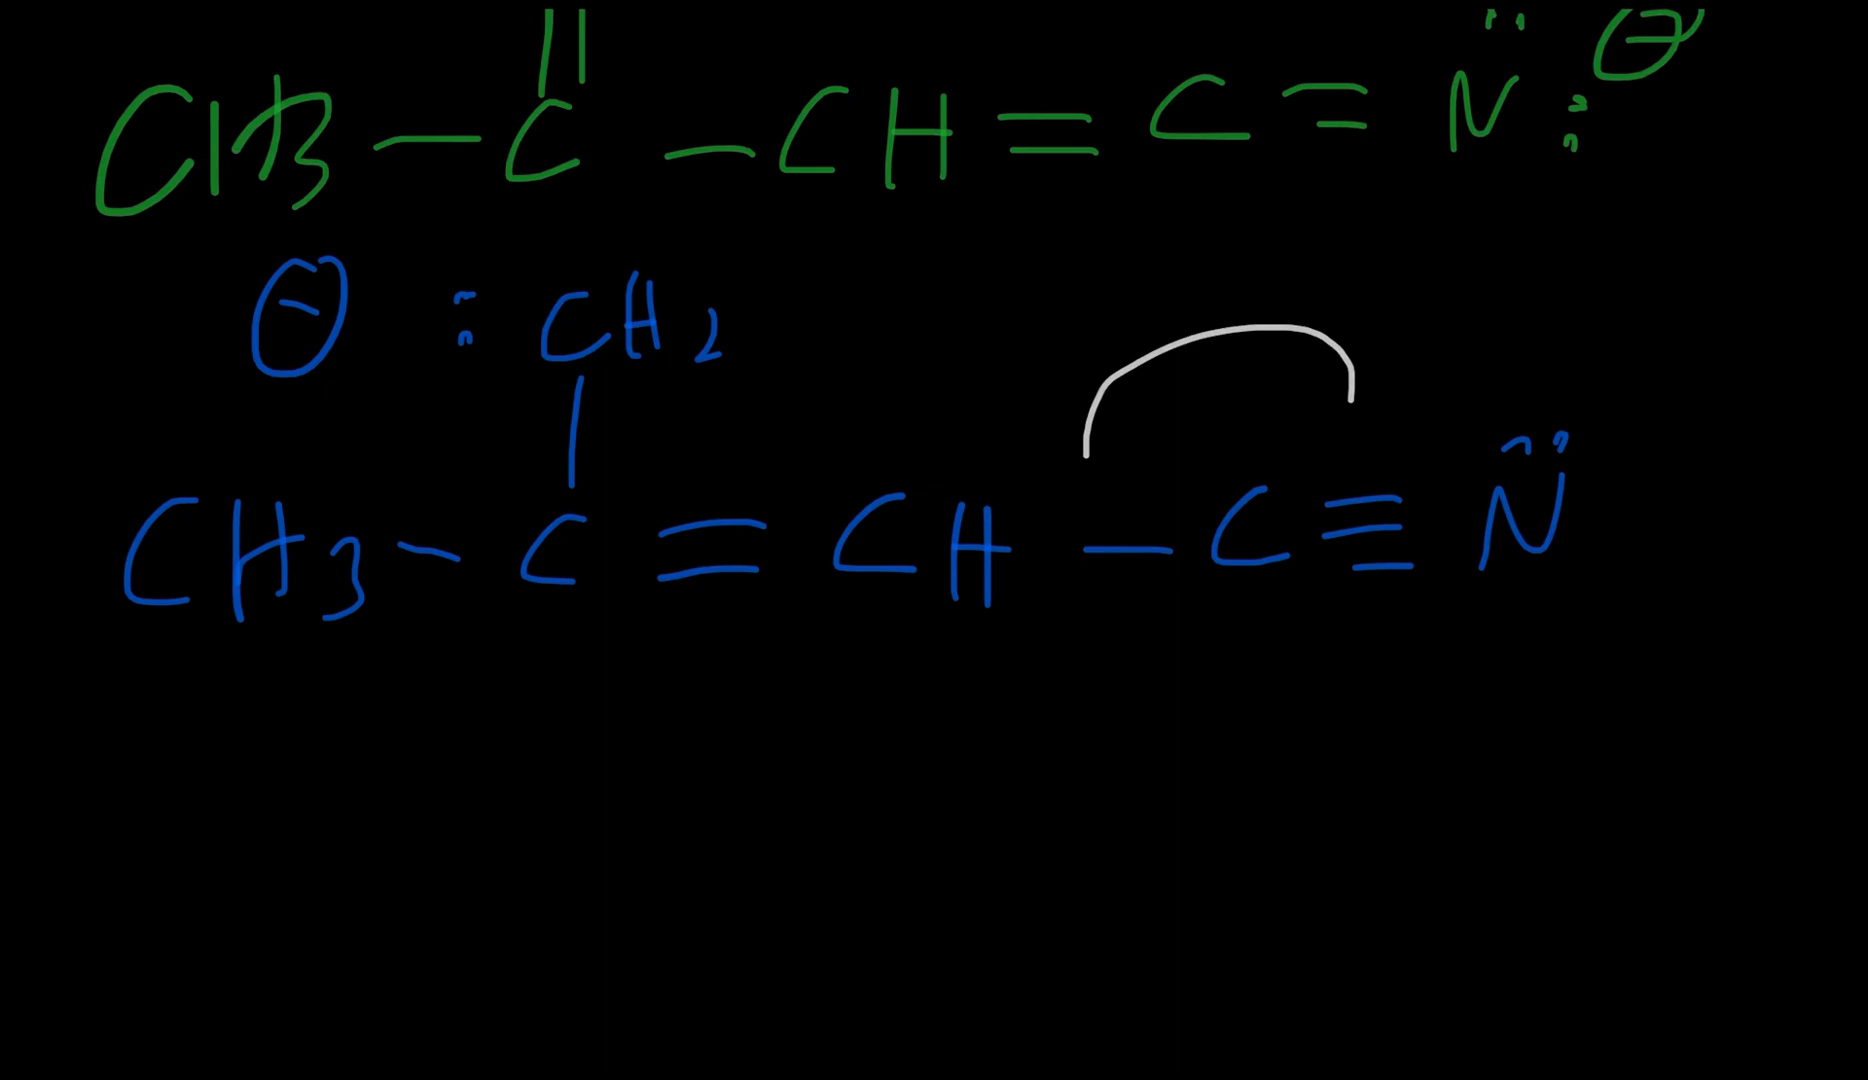 CH3 – C – CH = C = N̈ : ⊖
⊖ : CH2
CH3 – C = CH – C ≡ N̈